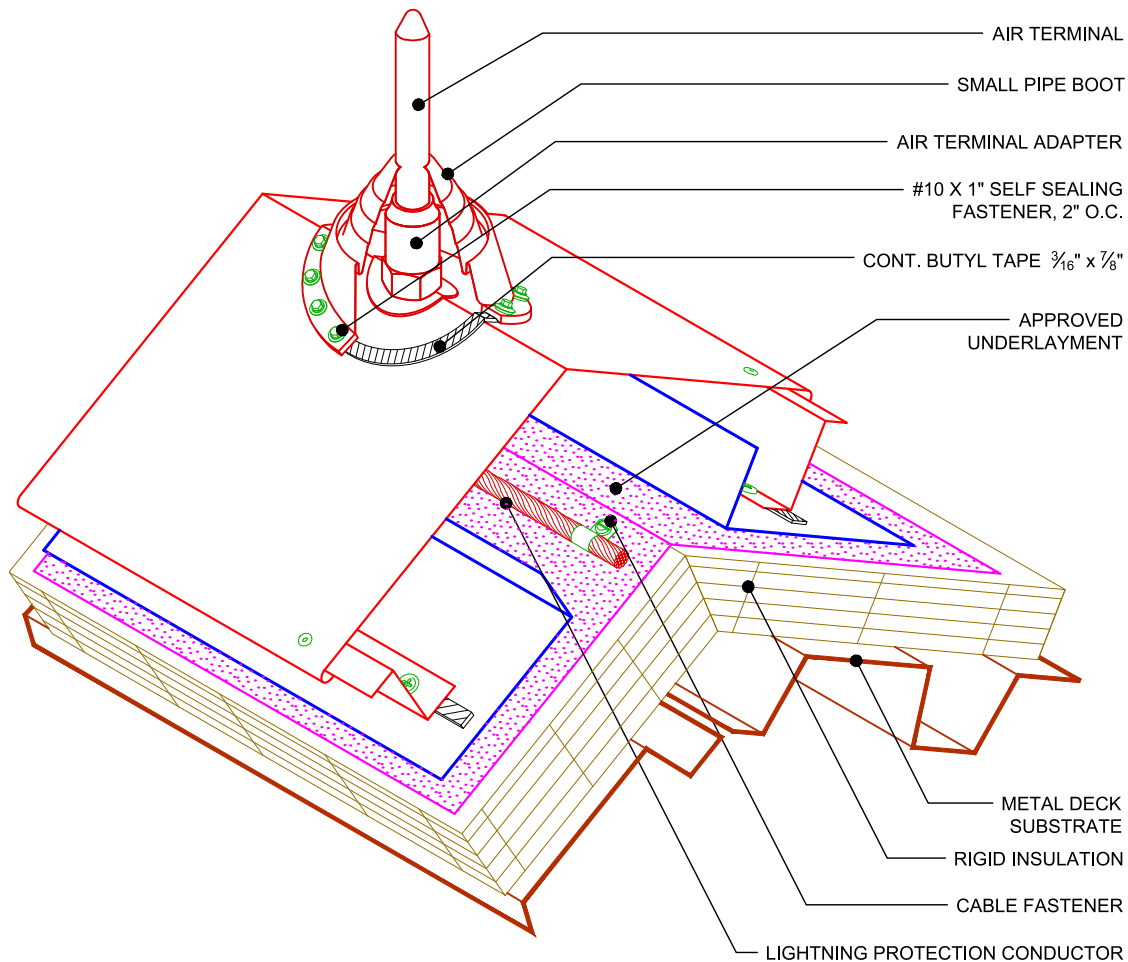 AIR TERMINAL
SMALL PIPE BOOT
AIR TERMINAL ADAPTER
#10 X 1" SELF SEALING
FASTENER, 2" O.C.
CONT. BUTYL TAPE 3/16" x 7/8"
APPROVED
UNDERLAYMENT
METAL DECK
SUBSTRATE
RIGID INSULATION
CABLE FASTENER
LIGHTNING PROTECTION CONDUCTOR